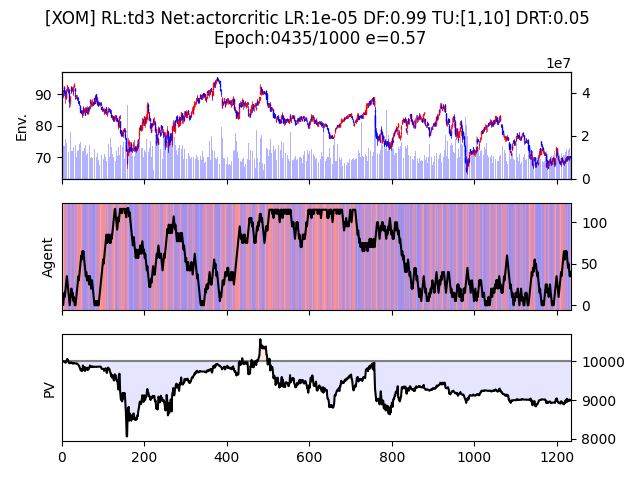 [XOM] RL:td3 Net:actorcritic LR:1e-05 DF:0.99 TU:[1,10] DRT:0.05
Epoch:0435/1000 e=0.57
1e7
Env.
90
80
70
4
2
0
Agent
100
50
0
PV
10000
9000
8000
0 200 400 600 800 1000 1200